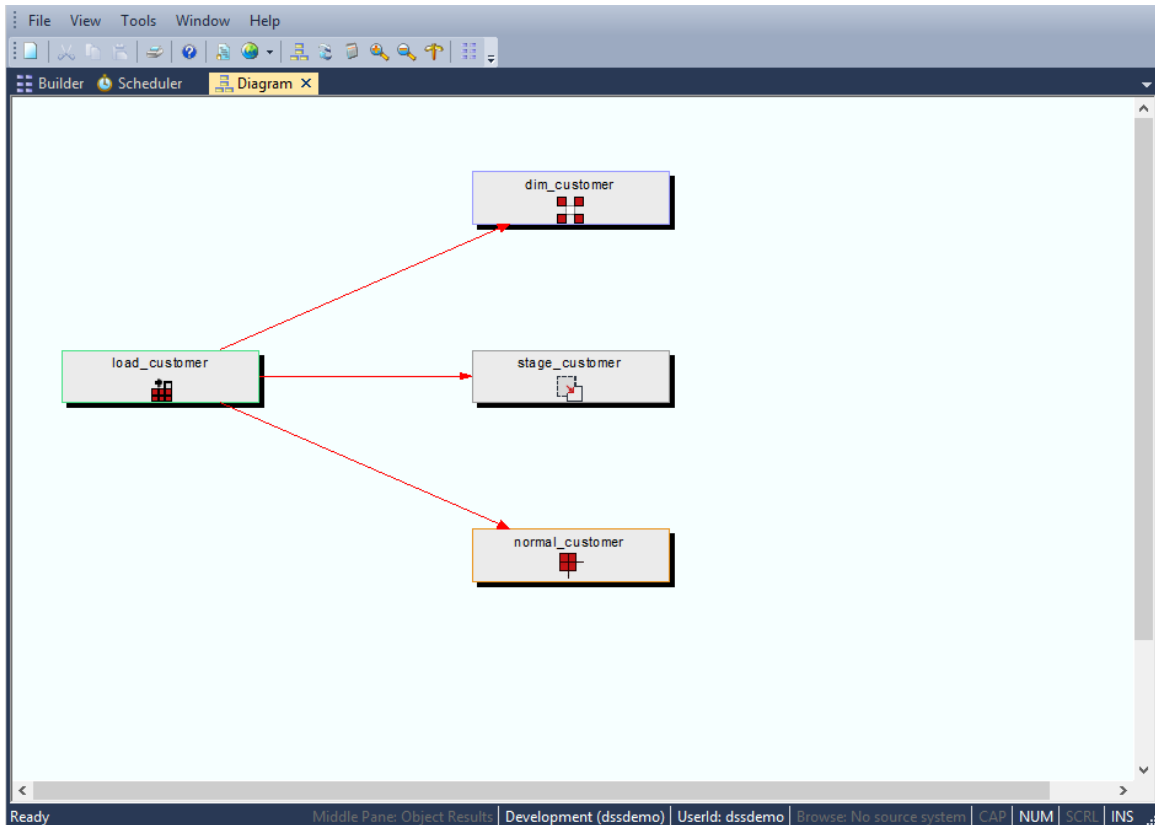 File View Tools Window Help
Builder Scheduler Diagram
dim_customer
load_customer
stage_customer
normal_customer
Ready Middle Pane: Object Results Development (dssdemo) UserId: dssdemo Browse: No source system CAP NUM SCRL INS